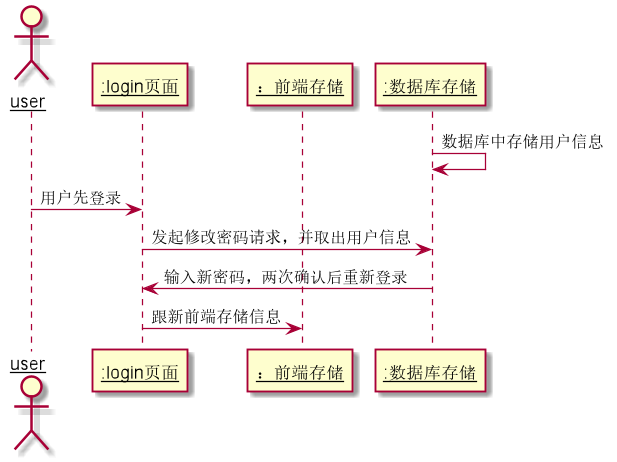 user
:login页面
：前端存储
:数据库存储
数据库中存储用户信息
用户先登录
发起修改密码请求，并取出用户信息
输入新密码，两次确认后重新登录
跟新前端存储信息
user
:login页面
：前端存储
:数据库存储